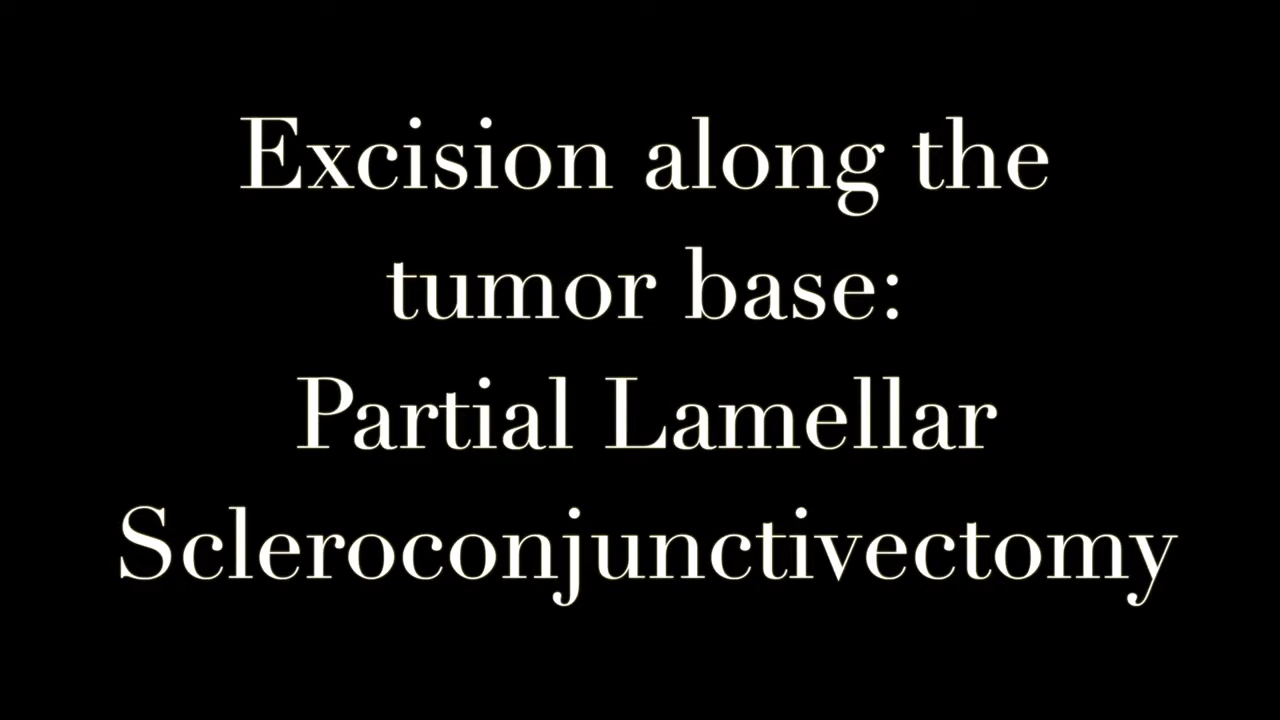 Excision along the
tumor base:
Partial Lamellar
Scleroconjunctivectomy